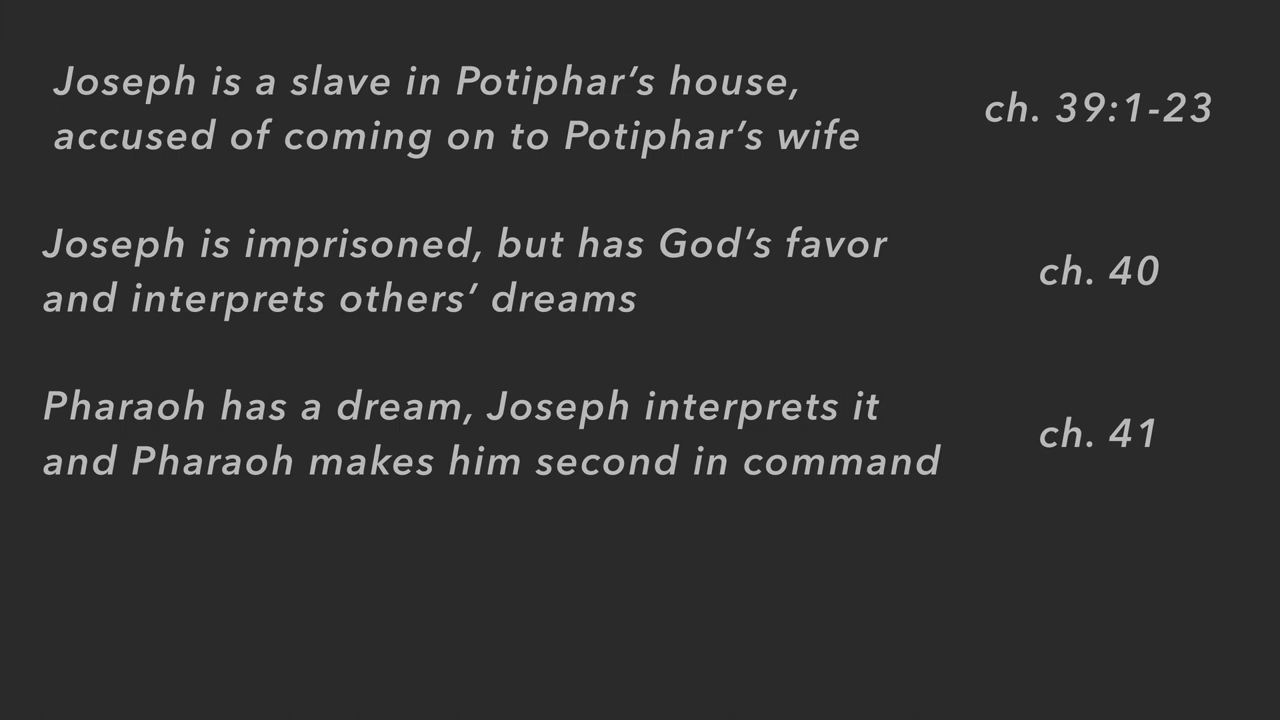 Joseph is a slave in Potiphar’s house,
accused of coming on to Potiphar’s wife
ch. 39:1-23
Joseph is imprisoned, but has God’s favor
and interprets others’ dreams
ch. 40
Pharaoh has a dream, Joseph interprets it
and Pharaoh makes him second in command
ch. 41